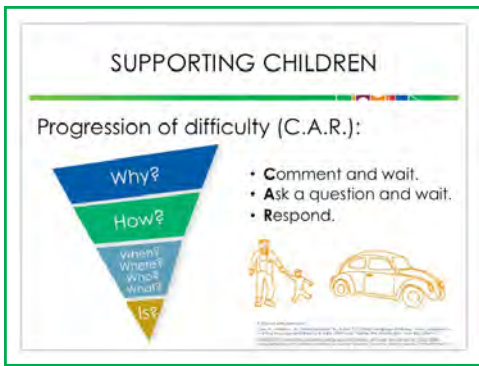 SUPPORTING CHILDREN
Progression of difficulty (C.A.R.):
Why?
How?
When?
Where?
Who?
What?
Is?
• Comment and wait.
• Ask a question and wait.
• Respond.